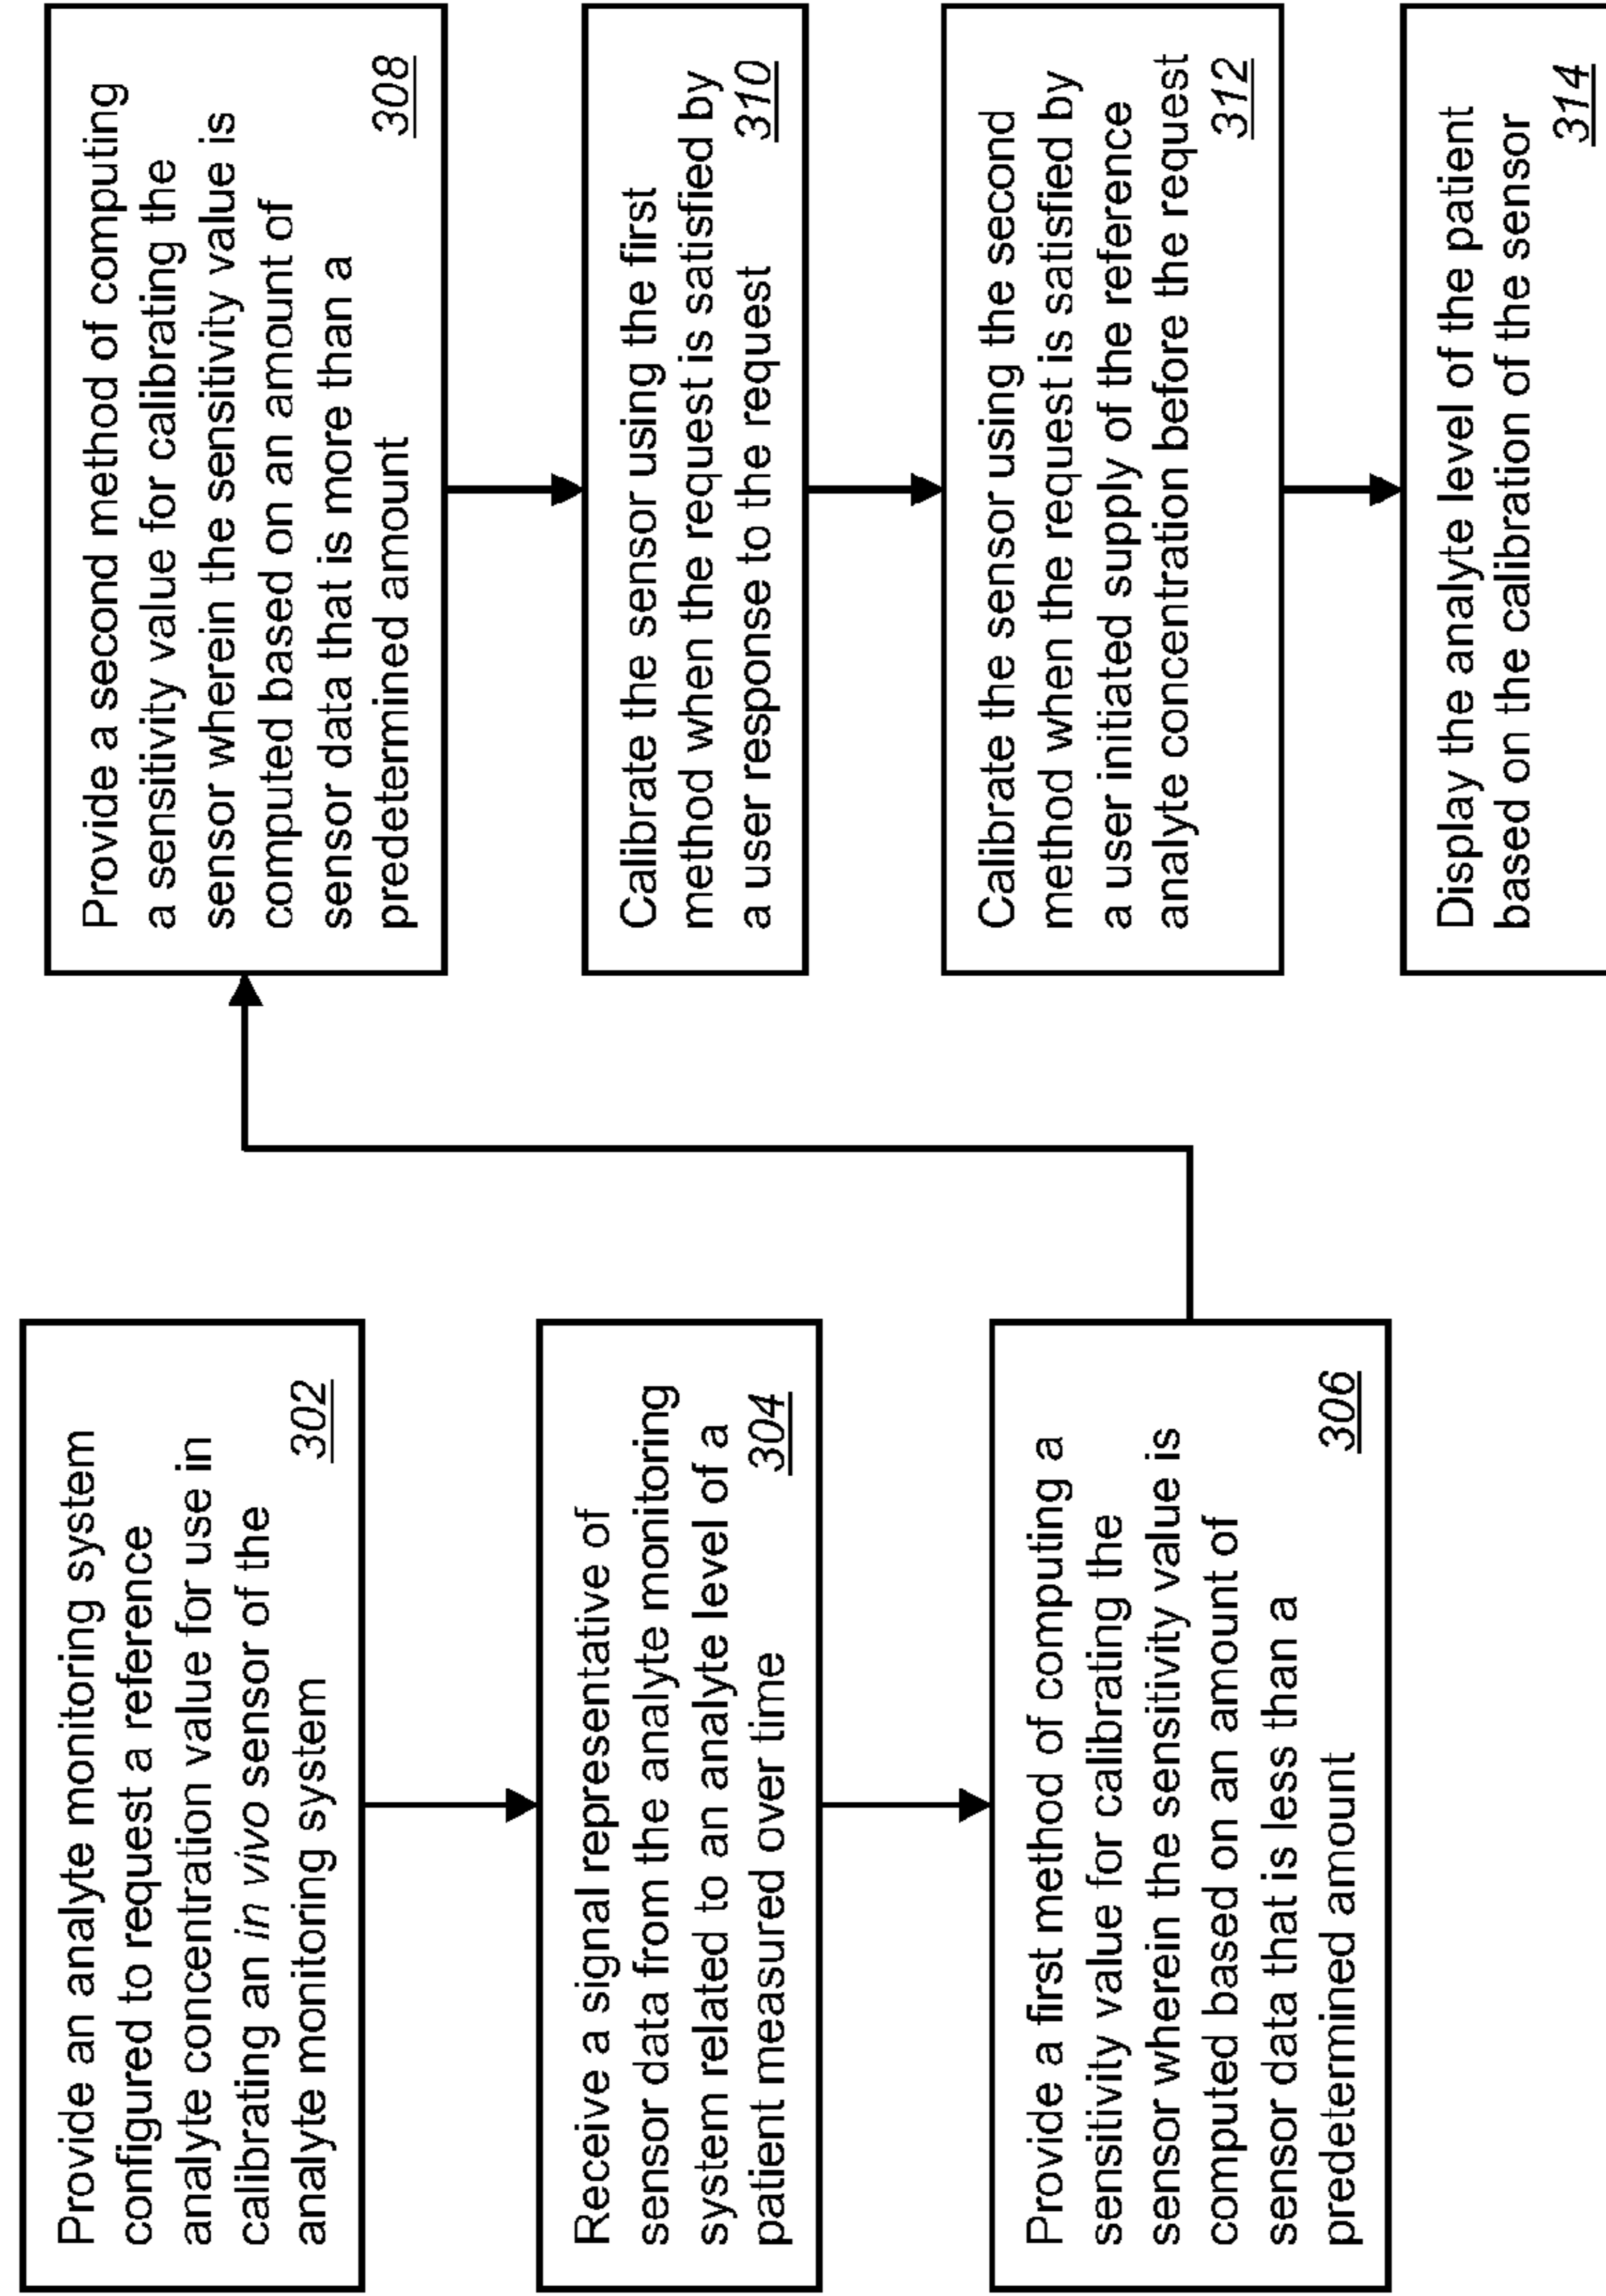 Provide an analyte monitoring system
configured to request a reference
analyte concentration value for use in
calibrating an in vivo sensor of the
analyte monitoring system
302
Receive a signal representative of
sensor data from the analyte monitoring
system related to an analyte level of a
patient measured over time
304
Provide a first method of computing a
sensitivity value for calibrating the
sensor wherein the sensitivity value is
computed based on an amount of
sensor data that is less than a
predetermined amount
306
Provide a second method of computing
a sensitivity value for calibrating the
sensor wherein the sensitivity value is
computed based on an amount of
sensor data that is more than a
predetermined amount
308
Calibrate the sensor using the first
method when the request is satisfied by
a user response to the request
310
Calibrate the sensor using the second
method when the request is satisfied by
a user initiated supply of the reference
analyte concentration before the request
312
Display the analyte level of the patient
based on the calibration of the sensor
314